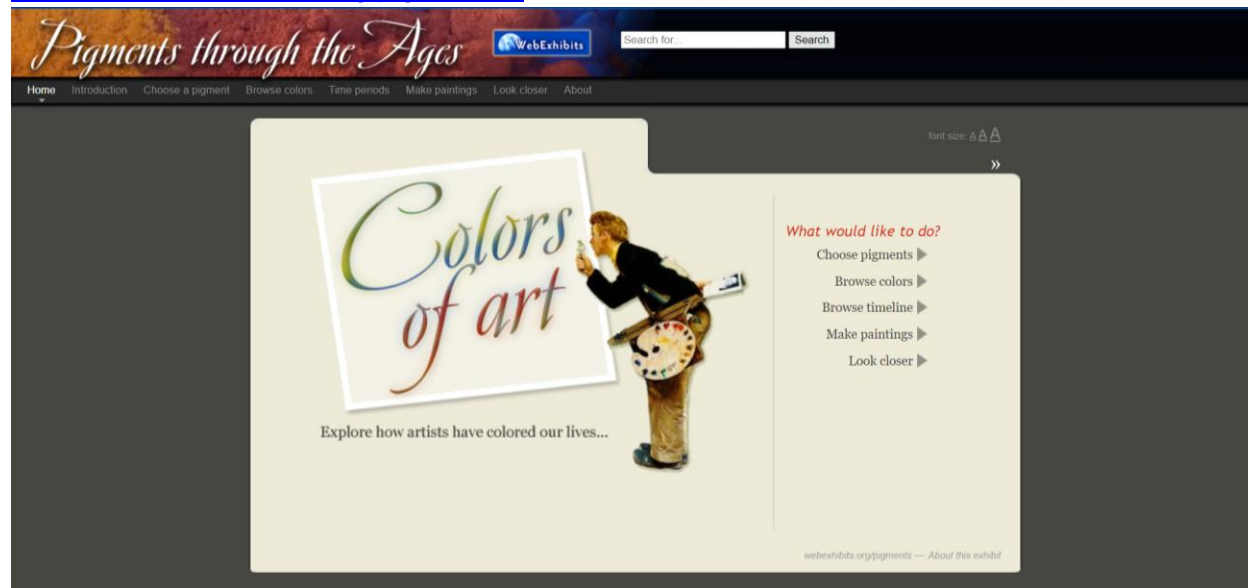 Pigments through the Ages
WebExhibits
Search for...
Search
Home Introduction Choose a pigment Browse colors Time periods Make paintings Look closer About
font size: A A A
»
Colors
of art
What would like to do?
Choose pigments
Browse colors
Browse timeline
Make paintings
Look closer
Explore how artists have colored our lives...
webexhibits.org/pigments — About this exhibit